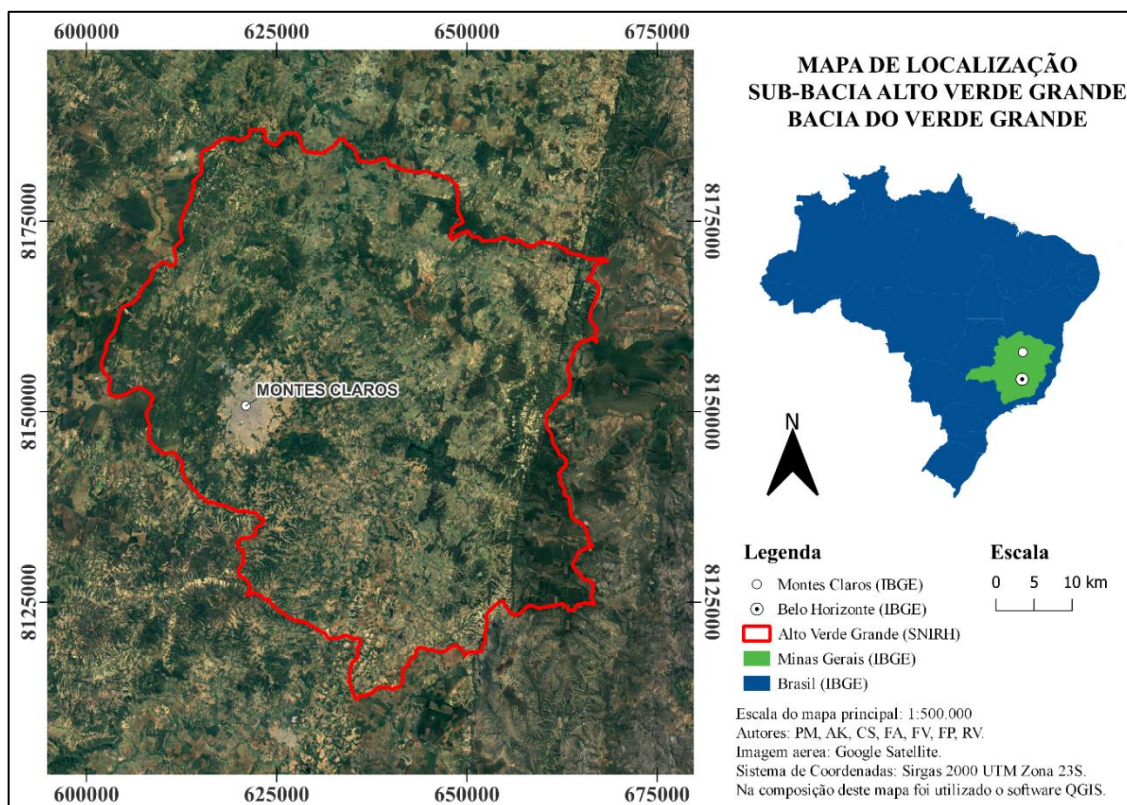 600000 625000 650000 675000
8175000
8150000
8125000
MONTES CLAROS
8175000
8150000
8125000
600000 625000 650000 675000
MAPA DE LOCALIZAÇÃO
SUB-BACIA ALTO VERDE GRANDE
BACIA DO VERDE GRANDE
N
Legenda
Montes Claros (IBGE)
Belo Horizonte (IBGE)
Alto Verde Grande (SNIRH)
Minas Gerais (IBGE)
Brasil (IBGE)
Escala
0 5 10 km
Escala do mapa principal: 1:500.000
Autores: PM, AK, CS, FA, FV, FP, RV.
Imagem aerea: Google Satellite.
Sistema de Coordenadas: Sirgas 2000 UTM Zona 23S.
Na composição deste mapa foi utilizado o software QGIS.